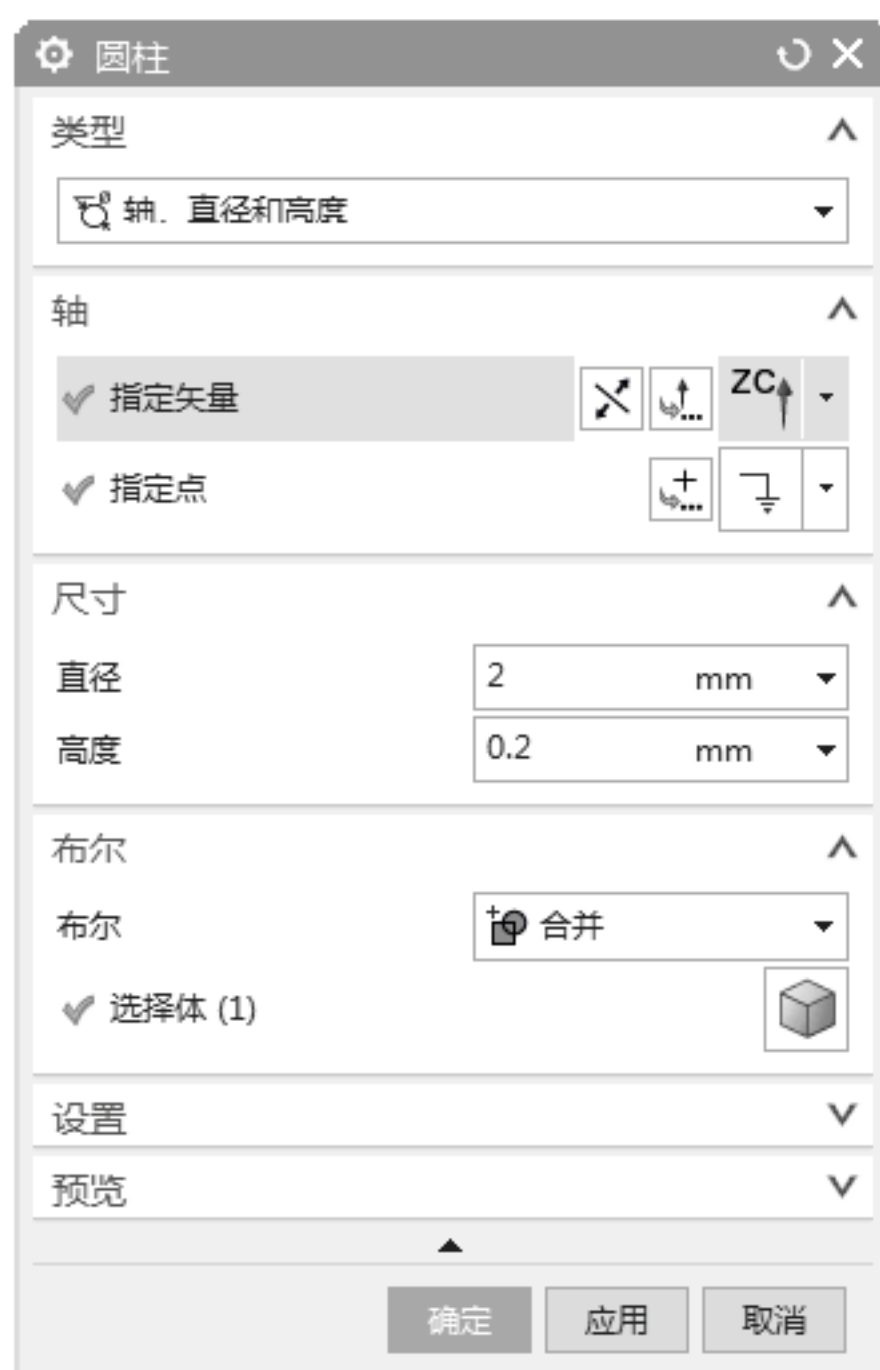 圆柱
类型
轴．直径和高度
轴
指定矢量 ZC
指定点
尺寸
直径 2 mm
高度 0.2 mm
布尔
布尔 合并
选择体 (1)
设置
预览
确定 应用 取消